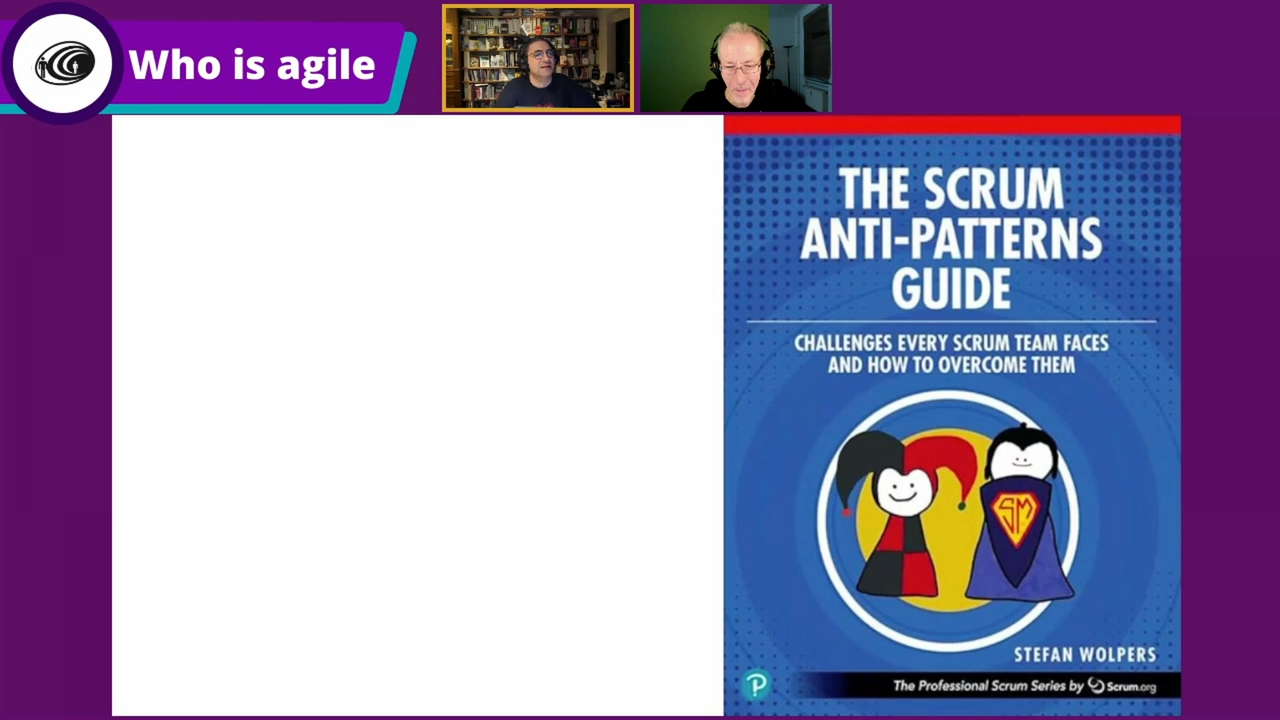 Who is agile
THE SCRUM
ANTI-PATTERNS
GUIDE
CHALLENGES EVERY SCRUM TEAM FACES
AND HOW TO OVERCOME THEM
SM
STEFAN WOLPERS
P
The Professional Scrum Series by Scrum.org